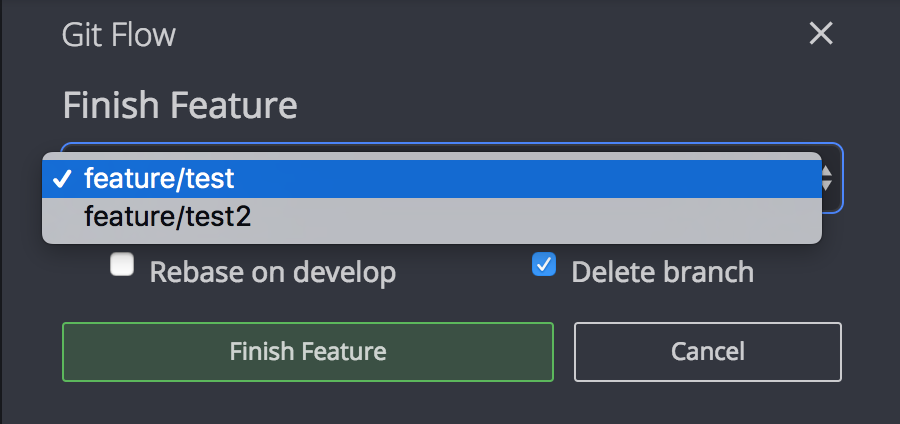 Git Flow
Finish Feature
feature/test
feature/test2
Rebase on develop
Delete branch
Finish Feature
Cancel